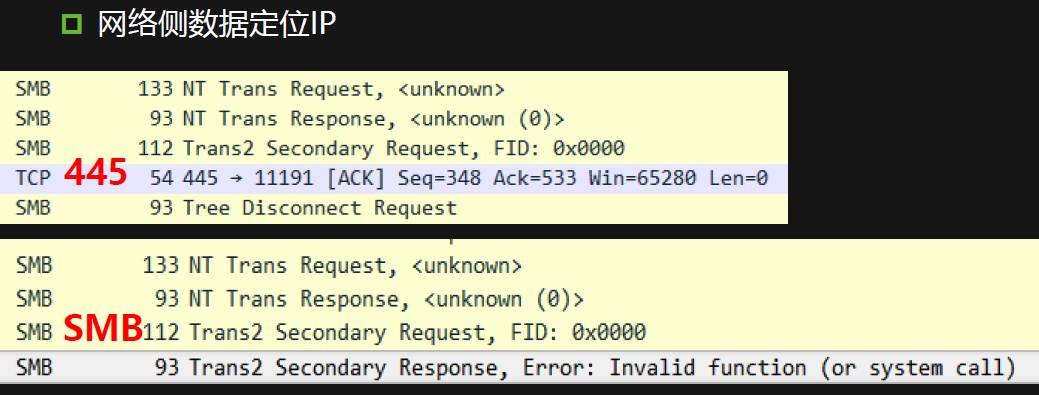 网络侧数据定位IP
SMB 133 NT Trans Request, <unknown>
SMB 93 NT Trans Response, <unknown (0)>
SMB 112 Trans2 Secondary Request, FID: 0x0000
TCP 445 54 445 → 11191 [ACK] Seq=348 Ack=533 Win=65280 Len=0
SMB 93 Tree Disconnect Request
SMB 133 NT Trans Request, <unknown>
SMB 93 NT Trans Response, <unknown (0)>
SMB SMB 112 Trans2 Secondary Request, FID: 0x0000
SMB 93 Trans2 Secondary Response, Error: Invalid function (or system call)